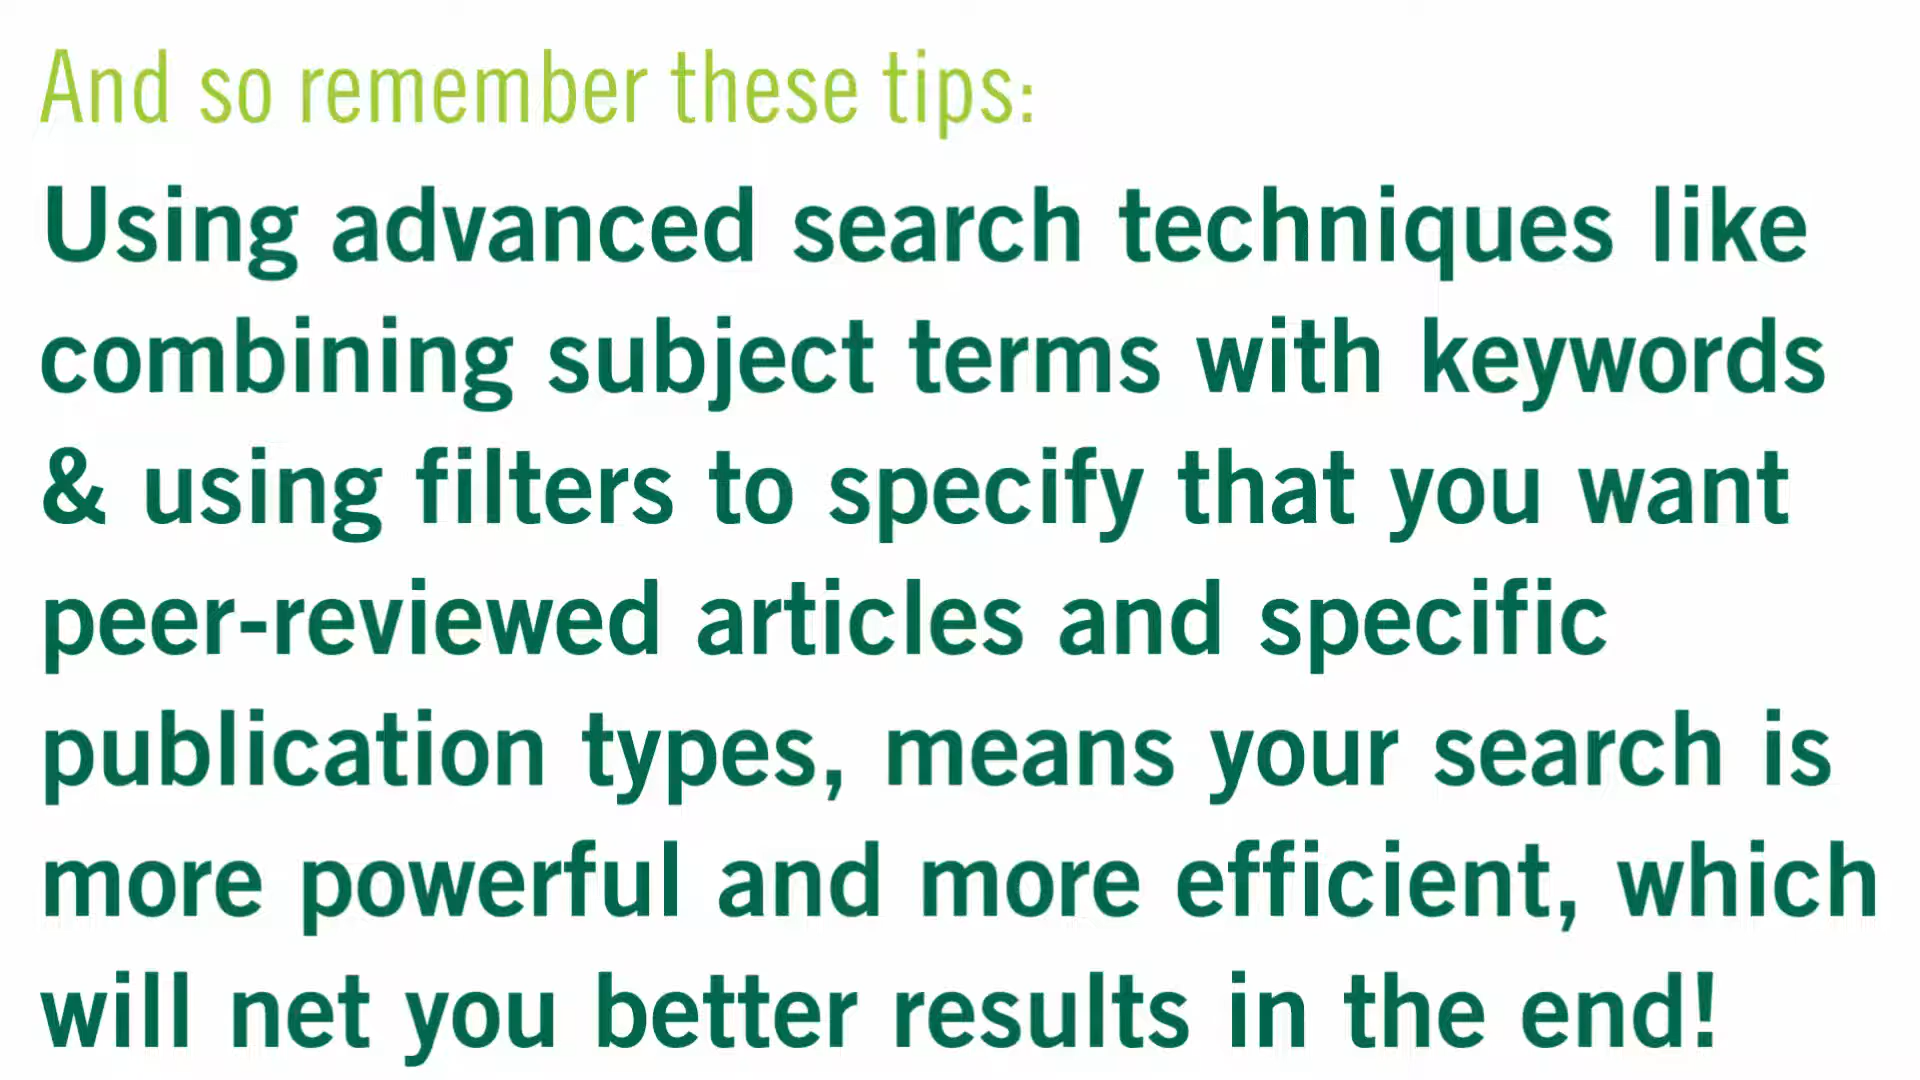 And so remember these tips:
Using advanced search techniques like
combining subject terms with keywords
& using filters to specify that you want
peer-reviewed articles and specific
publication types, means your search is
more powerful and more efficient, which
will net you better results in the end!